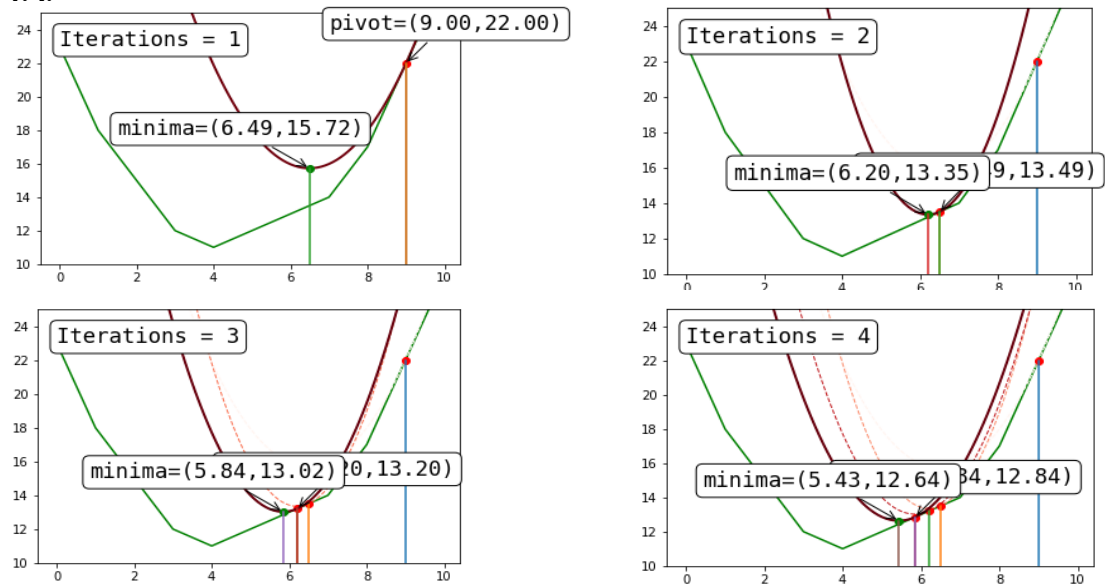 Iterations = 1
pivot=(9.00,22.00)
minima=(6.49,15.72)
24
22
20
18
16
14
12
10
0 2 4 6 8 10
Iterations = 2
minima=(6.20,13.35)
9,13.49)
24
22
20
18
16
14
12
10
0 2 4 6 8 10
Iterations = 3
minima=(5.84,13.02)
20,13.20)
24
22
20
18
16
14
12
10
0 2 4 6 8 10
Iterations = 4
minima=(5.43,12.64)
34,12.84)
24
22
20
18
16
14
12
10
0 2 4 6 8 10